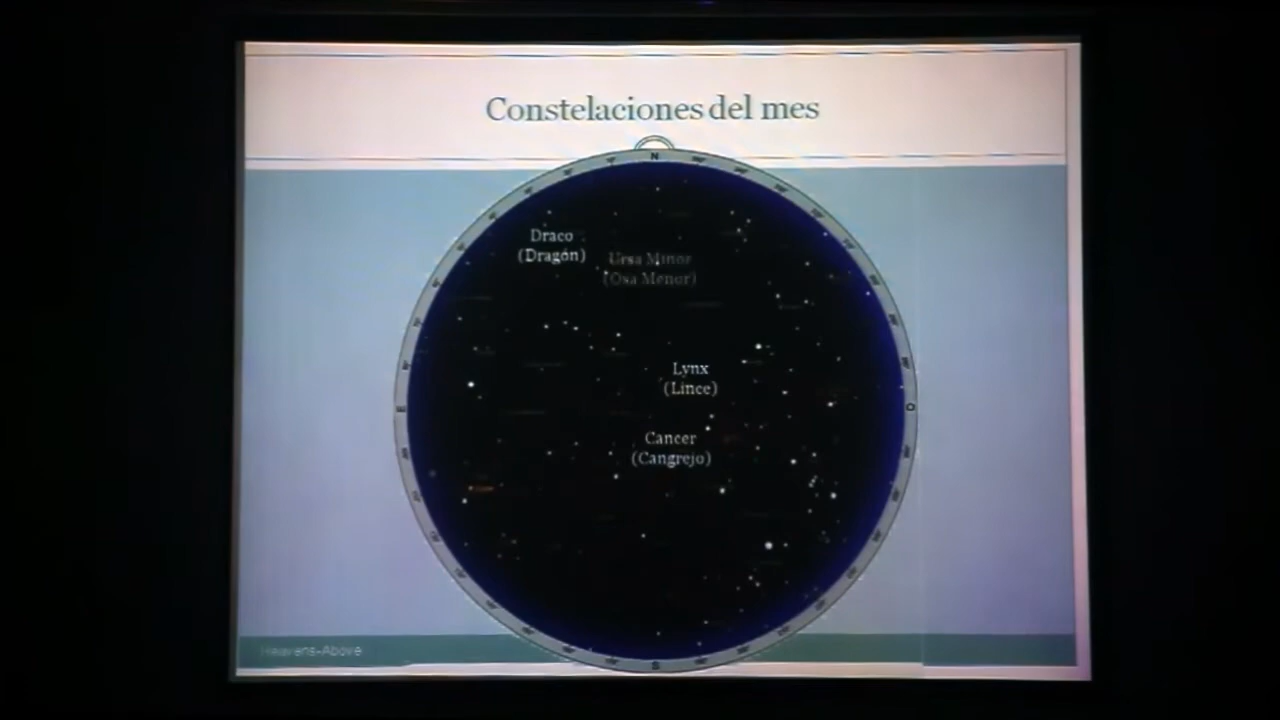 Constelaciones del mes
N
Draco
(Dragón)
Ursa Minor
(Osa Menor)
Lynx
(Lince)
E
O
Cancer
(Cangrejo)
Heavens-Above
S